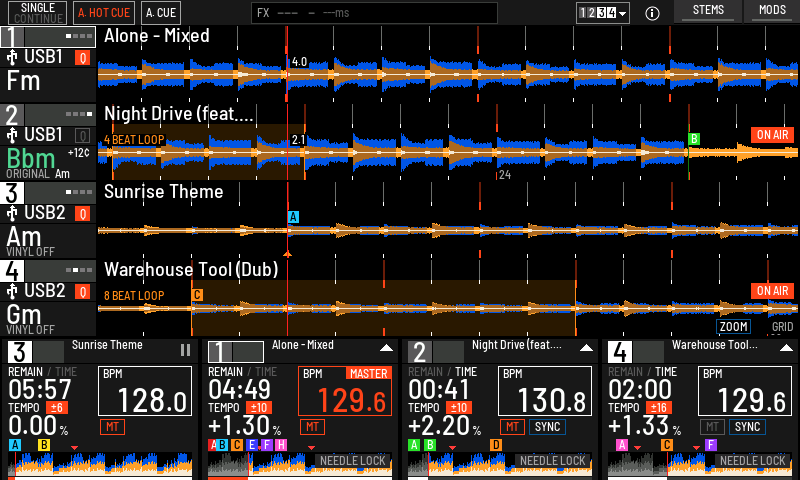 SINGLE
CONTINUE
A. HOT CUE
A. CUE
FX --- - ---ms
1 2 3 4
STEMS
MODS
1
Alone - Mixed
USB1
0
4.0
Fm
2
Night Drive (feat....
USB1
0
4 BEAT LOOP
2.1
B
ON AIR
Bbm
+12¢
ORIGINAL Am
24
3
Sunrise Theme
USB2
0
A
Am
VINYL OFF
4
Warehouse Tool (Dub)
USB2
0
8 BEAT LOOP
C
ON AIR
Gm
VINYL OFF
ZOOM
GRID
3
Sunrise Theme
REMAIN / TIME
05:57
TEMPO ±6
0.00%
BPM
128.0
MT
A B
1
Alone - Mixed
REMAIN / TIME
04:49
TEMPO ±10
+1.30%
BPM
MASTER
129.6
MT
A B C E F H
NEEDLE LOCK
2
Night Drive (feat....
REMAIN / TIME
00:41
TEMPO ±10
+2.20%
BPM
130.8
MT
SYNC
A B D
NEEDLE LOCK
4
Warehouse Tool...
REMAIN / TIME
02:00
TEMPO ±16
+1.33%
BPM
129.6
MT
SYNC
A C F
NEEDLE LOCK